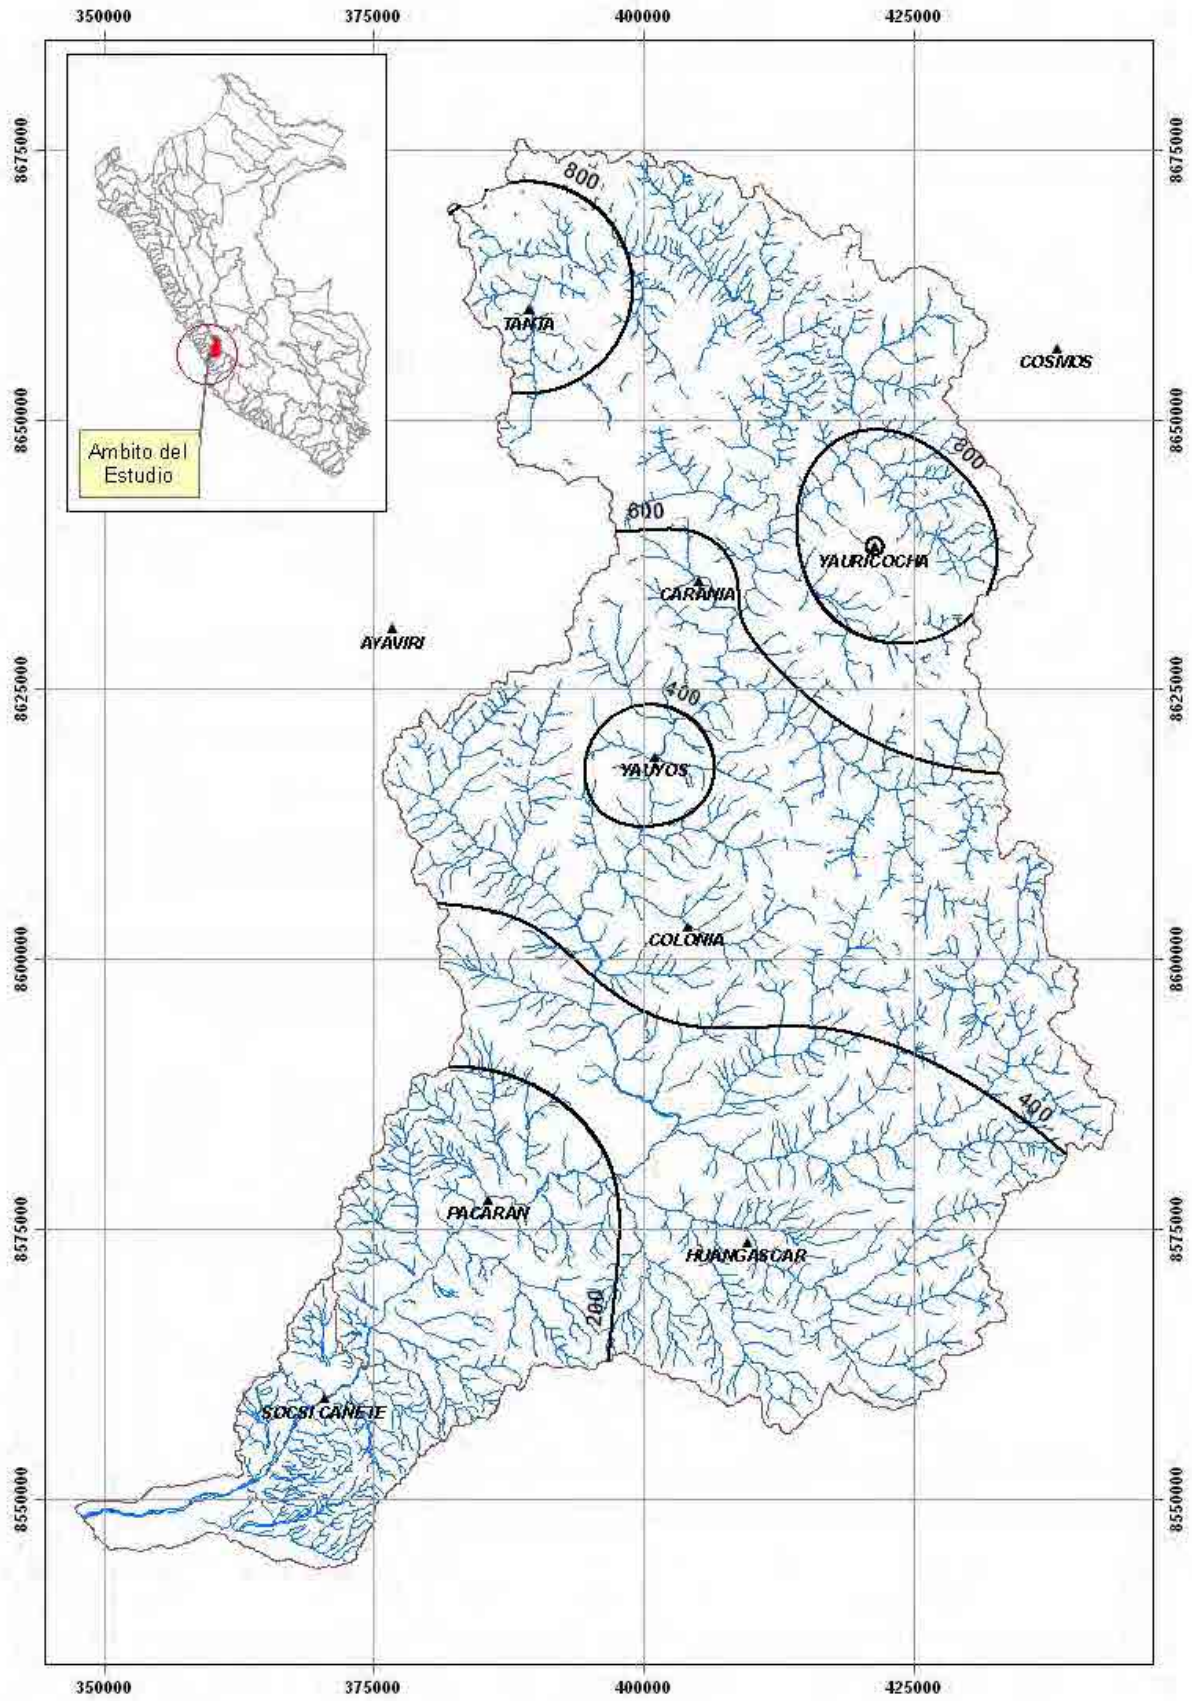 350000 375000 400000 425000
8675000 8675000
800
TANTA
COSMOS
Ambito del
Estudio
8650000 8650000
800
600
YAURICOCHA
CARANIA
AYAVIRI
8625000 8625000
400
YAUYOS
COLONIA
8600000 8600000
400
PACARAN
8575000 8575000
HUANGASCAR
200
SOCSI CAÑETE
8550000 8550000
350000 375000 400000 425000